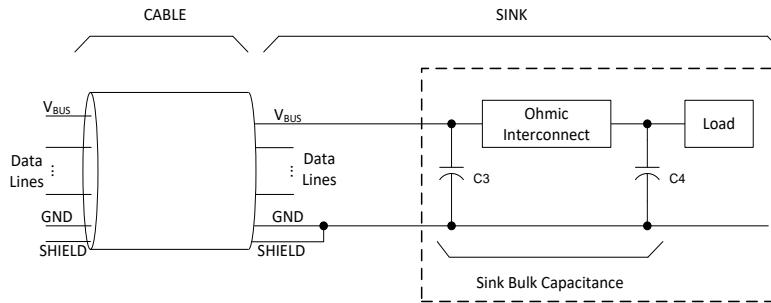 CABLE
SINK
VBUS
VBUS
Ohmic
Interconnect
Load
Data
Lines
...
Data
Lines
...
C3
C4
GND
GND
SHIELD
SHIELD
Sink Bulk Capacitance